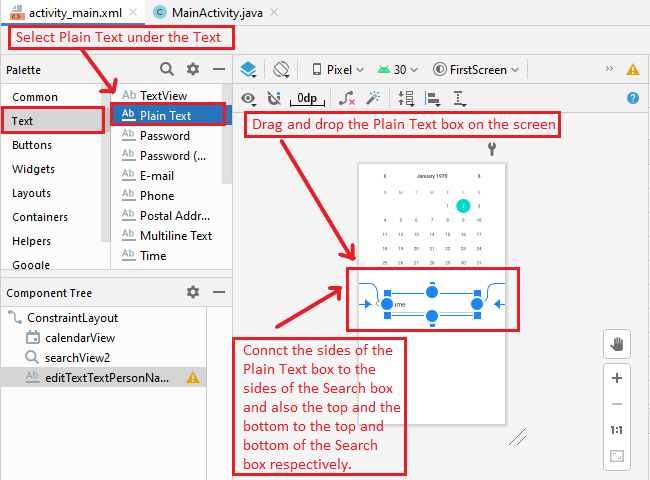 activity_main.xml MainActivity.java
Select Plain Text under the Text
Palette
Pixel 30 FirstScreen
0dp
Common
Text
Buttons
Widgets
Layouts
Containers
Helpers
Google
Ab TextView
Ab Plain Text
Ab Password
Ab Password (...
Ab E-mail
Ab Phone
Ab Postal Addr...
Ab Multiline Text
Ab Time
Drag and drop the Plain Text box on the screen
January 1970
S M T W T F S
1 2 3
4 5 6 7 8 9 10
11 12 13 14 15 16 17
18 19 20 21 22 23 24
25 26 27 28 29 30 31
Component Tree
ConstraintLayout
calendarView
searchView2
Ab editTextTextPersonNa...
Connct the sides of the
Plain Text box to the
sides of the Search box
and also the top and the
bottom to the top and
bottom of the Search
box respectively.
1:1